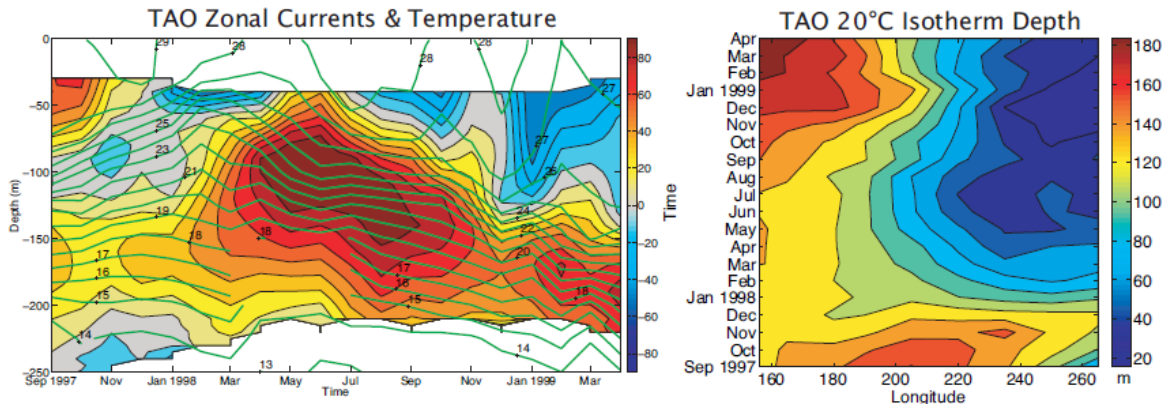 TAO Zonal Currents & Temperature
0
-50
-100
-150
-200
-250
Depth (m)
29
28
28
27
25
23
21
19
18
18
17
16
15
14
13
17
16
15
27
26
24
22
20
18
14
Sep 1997 Nov Jan 1998 Mar May Jul Sep Nov Jan 1999 Mar
Time
80
60
40
20
0
-20
-40
-60
-80
TAO 20°C Isotherm Depth
Time
Apr
Mar
Feb
Jan 1999
Dec
Nov
Oct
Sep
Aug
Jul
Jun
May
Apr
Mar
Feb
Jan 1998
Dec
Nov
Oct
Sep 1997
160 180 200 220 240 260
Longitude
180
160
140
120
100
80
60
40
20
m